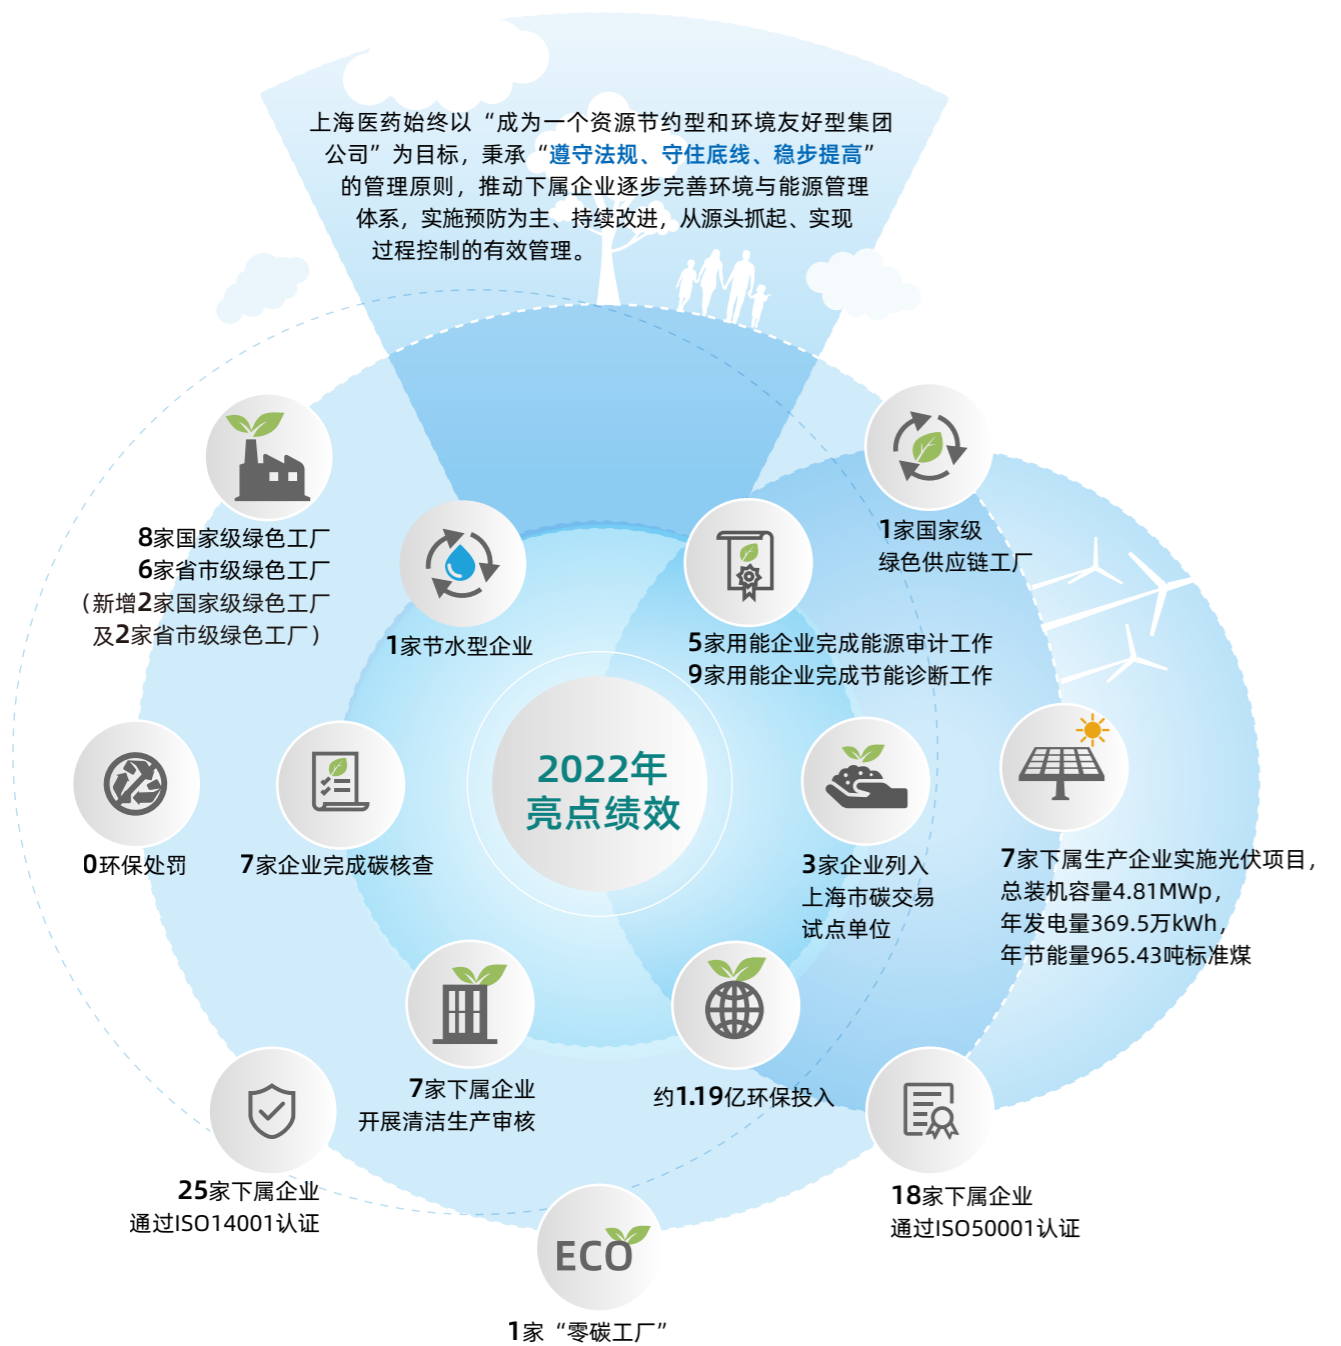 上海医药始终以“成为一个资源节约型和环境友好型集团
公司”为目标，秉承“遵守法规、守住底线、稳步提高”
的管理原则，推动下属企业逐步完善环境与能源管理
体系，实施预防为主、持续改进，从源头抓起、实现
过程控制的有效管理。
8家国家级绿色工厂
6家省市级绿色工厂
（新增2家国家级绿色工厂
及2家省市级绿色工厂）
1家节水型企业
5家用能企业完成能源审计工作
9家用能企业完成节能诊断工作
1家国家级
绿色供应链工厂
2022年
亮点绩效
0环保处罚
7家企业完成碳核查
3家企业列入
上海市碳交易
试点单位
7家下属生产企业实施光伏项目，
总装机容量4.81MWp，
年发电量369.5万kWh，
年节能量965.43吨标准煤
7家下属企业
开展清洁生产审核
约1.19亿环保投入
25家下属企业
通过ISO14001认证
18家下属企业
通过ISO50001认证
ECO
1家“零碳工厂”